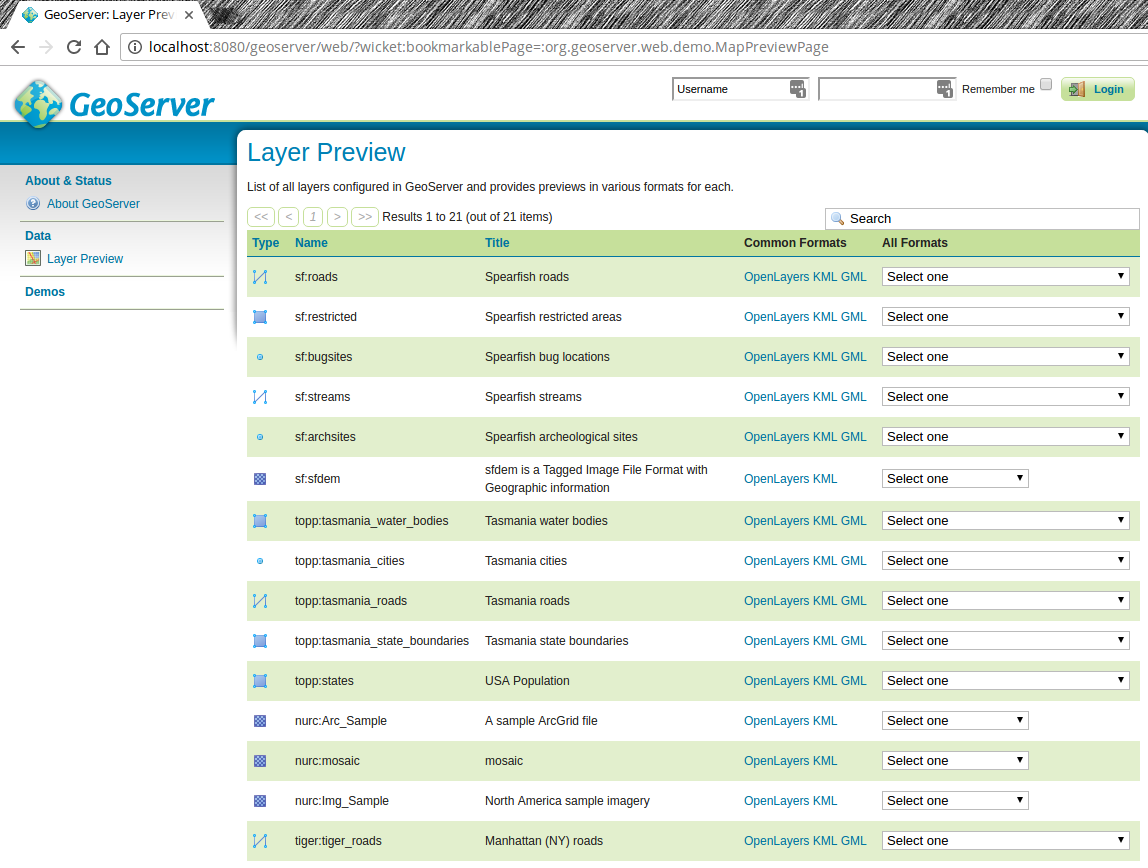 GeoServer: Layer Prev
localhost:8080/geoserver/web/?wicket:bookmarkablePage=:org.geoserver.web.demo.MapPreviewPage
GeoServer
Username
1
1
Remember me
Login
About & Status
About GeoServer
Data
Layer Preview
Demos
Layer Preview
List of all layers configured in GeoServer and provides previews in various formats for each.
<< < 1 > >> Results 1 to 21 (out of 21 items)
Search
Type Name Title Common Formats All Formats
sf:roads Spearfish roads OpenLayers KML GML Select one
sf:restricted Spearfish restricted areas OpenLayers KML GML Select one
sf:bugsites Spearfish bug locations OpenLayers KML GML Select one
sf:streams Spearfish streams OpenLayers KML GML Select one
sf:archsites Spearfish archeological sites OpenLayers KML GML Select one
sf:sfdem sfdem is a Tagged Image File Format with Geographic information OpenLayers KML Select one
topp:tasmania_water_bodies Tasmania water bodies OpenLayers KML GML Select one
topp:tasmania_cities Tasmania cities OpenLayers KML GML Select one
topp:tasmania_roads Tasmania roads OpenLayers KML GML Select one
topp:tasmania_state_boundaries Tasmania state boundaries OpenLayers KML GML Select one
topp:states USA Population OpenLayers KML GML Select one
nurc:Arc_Sample A sample ArcGrid file OpenLayers KML Select one
nurc:mosaic mosaic OpenLayers KML Select one
nurc:Img_Sample North America sample imagery OpenLayers KML Select one
tiger:tiger_roads Manhattan (NY) roads OpenLayers KML GML Select one